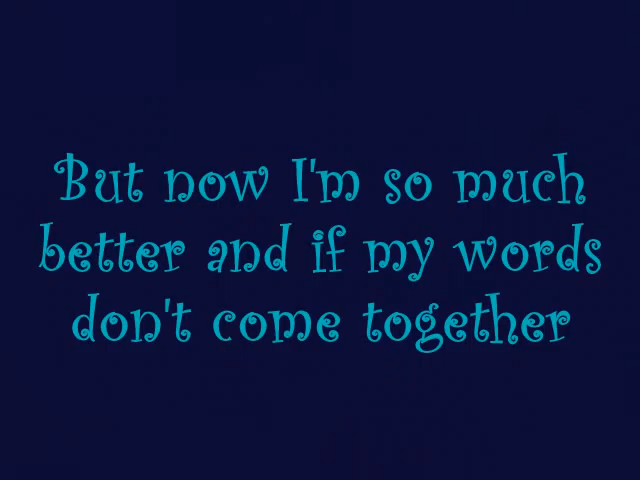 But now I'm so much
better and if my words
don't come together